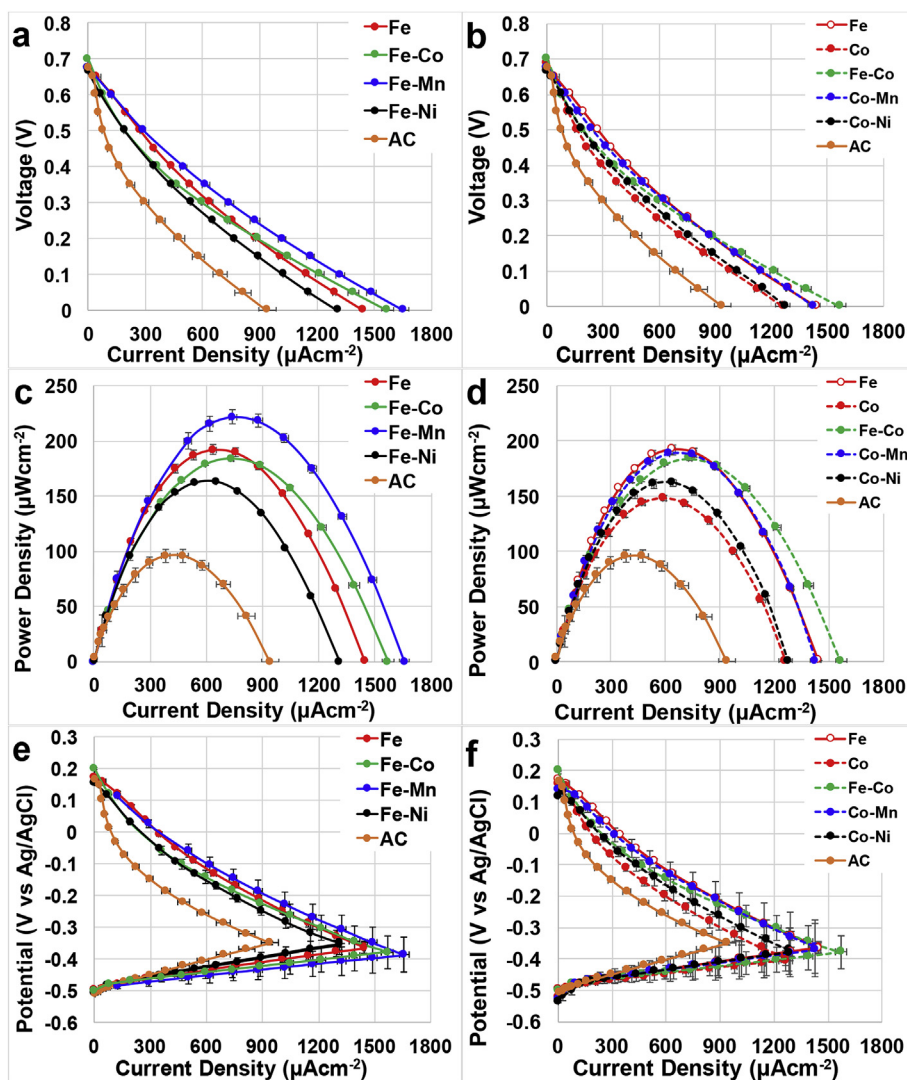 a
Voltage (V)
0.8
0.7
0.6
0.5
0.4
0.3
0.2
0.1
0
0 300 600 900 1200 1500 1800
Current Density (µAcm-2)
Fe
Fe-Co
Fe-Mn
Fe-Ni
AC
b
Voltage (V)
0.8
0.7
0.6
0.5
0.4
0.3
0.2
0.1
0
0 300 600 900 1200 1500 1800
Current Density (µAcm-2)
Fe
Co
Fe-Co
Co-Mn
Co-Ni
AC
c
Power Density (µWcm-2)
250
200
150
100
50
0
0 300 600 900 1200 1500 1800
Current Density (µAcm-2)
Fe
Fe-Co
Fe-Mn
Fe-Ni
AC
d
Power Density (µWcm-2)
250
200
150
100
50
0
0 300 600 900 1200 1500 1800
Current Density (µAcm-2)
Fe
Co
Fe-Co
Co-Mn
Co-Ni
AC
e
Potential (V vs Ag/AgCl)
0.3
0.2
0.1
0
-0.1
-0.2
-0.3
-0.4
-0.5
-0.6
0 300 600 900 1200 1500 1800
Current Density (µAcm-2)
Fe
Fe-Co
Fe-Mn
Fe-Ni
AC
f
Potential (V vs Ag/AgCl)
0.3
0.2
0.1
0
-0.1
-0.2
-0.3
-0.4
-0.5
-0.6
0 300 600 900 1200 1500 1800
Current Density (µAcm-2)
Fe
Co
Fe-Co
Co-Mn
Co-Ni
AC